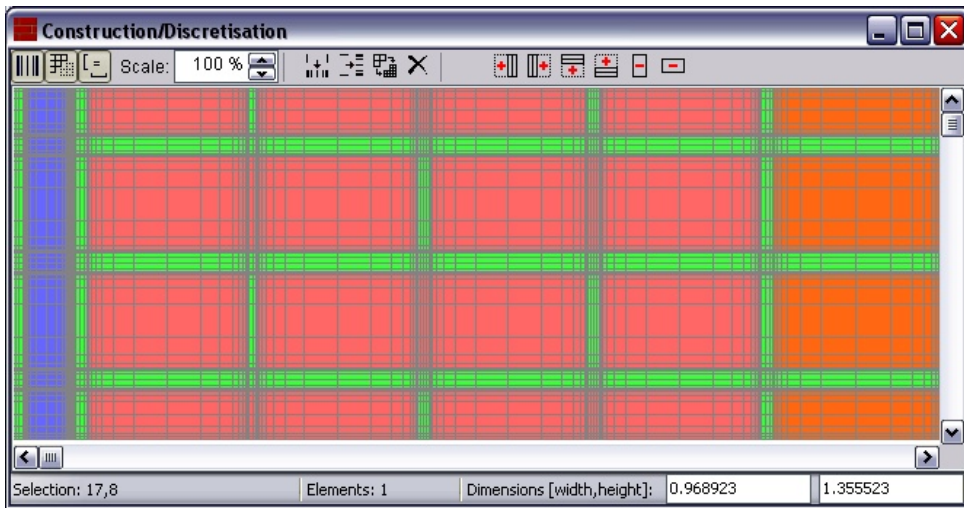 Construction/Discretisation
Scale: 100 %
Selection: 17,8 Elements: 1 Dimensions [width,height]: 0.968923 1.355523